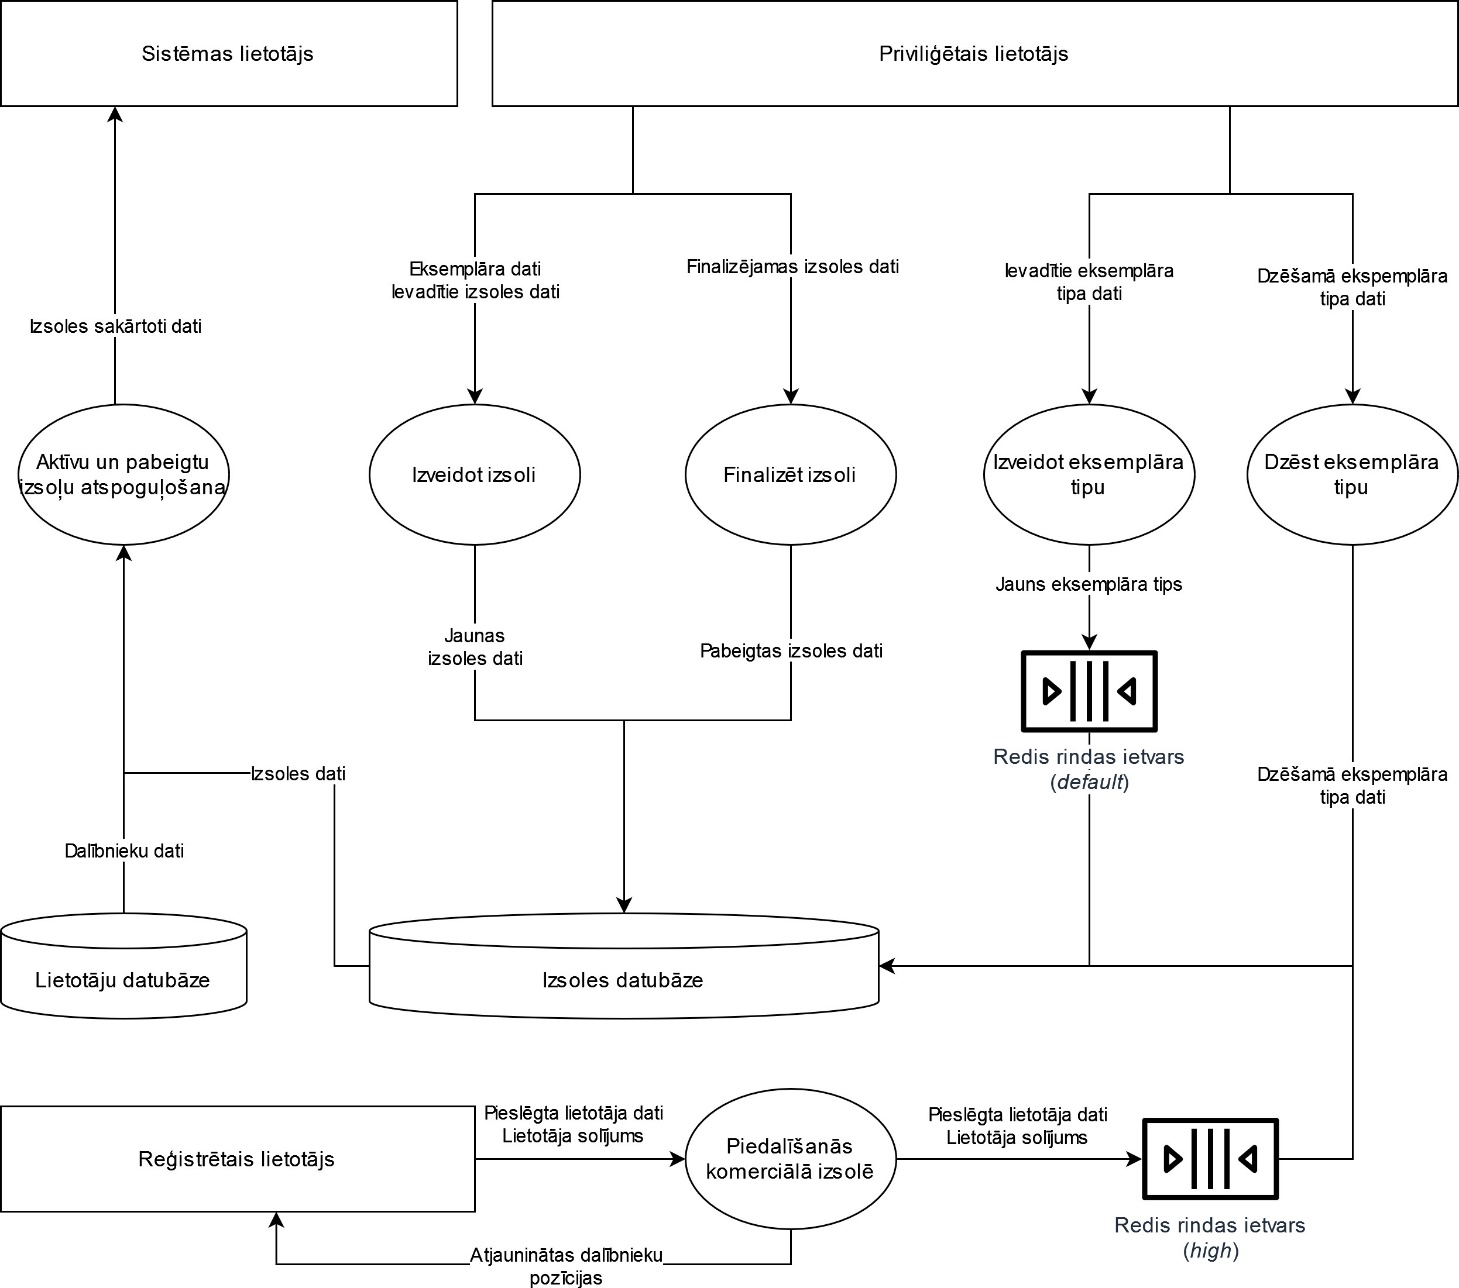 Sistēmas lietotājs
Priviliģētais lietotājs
Eksemplāra dati
Ievadītie izsoles dati
Finalizējamas izsoles dati
Ievadītie eksemplāra
tipa dati
Dzēšamā ekspemplāra
tipa dati
Izsoles sakārtoti dati
Aktīvu un pabeigtu
izsoļu atspoguļošana
Izveidot izsoli
Finalizēt izsoli
Izveidot eksemplāra
tipu
Dzēst eksemplāra
tipu
Jauns eksemplāra tips
Jaunas
izsoles dati
Pabeigtas izsoles dati
Redis rindas ietvars
(default)
Izsoles dati
Dzēšamā ekspemplāra
tipa dati
Dalībnieku dati
Lietotāju datubāze
Izsoles datubāze
Reģistrētais lietotājs
Pieslēgta lietotāja dati
Lietotāja solījums
Piedalīšanās
komerciālā izsolē
Pieslēgta lietotāja dati
Lietotāja solījums
Redis rindas ietvars
(high)
Atjauninātas dalībnieku
pozīcijas